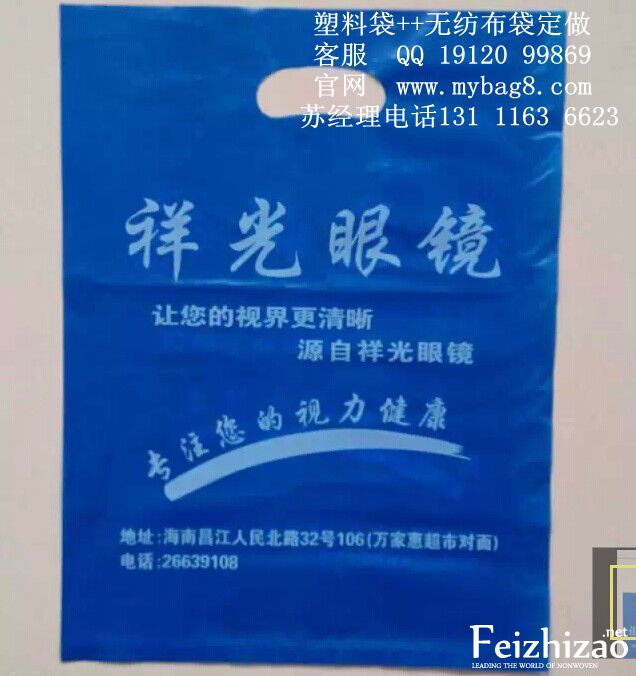 塑料袋++无纺布袋定做
客服 QQ 19120 99869
官网 www.mybag8.com
苏经理电话131 1163 6623
祥光眼镜
让您的视界更清晰
源自祥光眼镜
专注您的视力健康
地址:海南昌江人民北路32号106(万家惠超市对面)
电话:26639108
Feizhizao.net
LEADING THE WORLD OF NONWOVEN